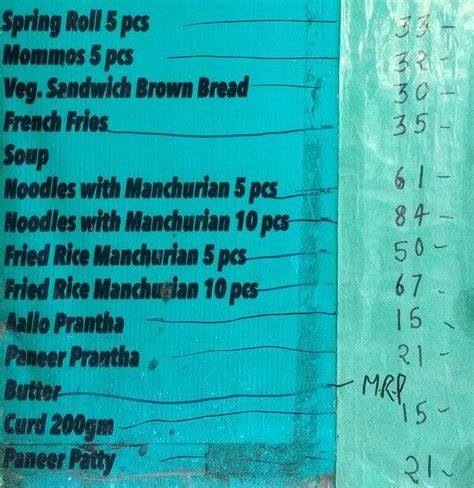 Spring Roll 5 pcs 33-
Mommos 5 pcs 32-
Veg. Sandwich Brown Bread 30-
French Fries 35-
Soup
Noodles with Manchurian 5 pcs 61-
Noodles with Manchurian 10 pcs 84-
Fried Rice Manchurian 5 pcs 50-
Fried Rice Manchurian 10 pcs 67-
Aallo Prantha 15-
Paneer Prantha 21-
Butter - M.R.P
Curd 200gm 15-
Paneer Patty 21-